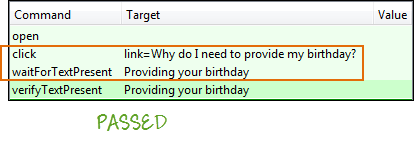 Command Target Value
open
click link=Why do I need to provide my birthday?
waitForTextPresent Providing your birthday
verifyTextPresent Providing your birthday
PASSED